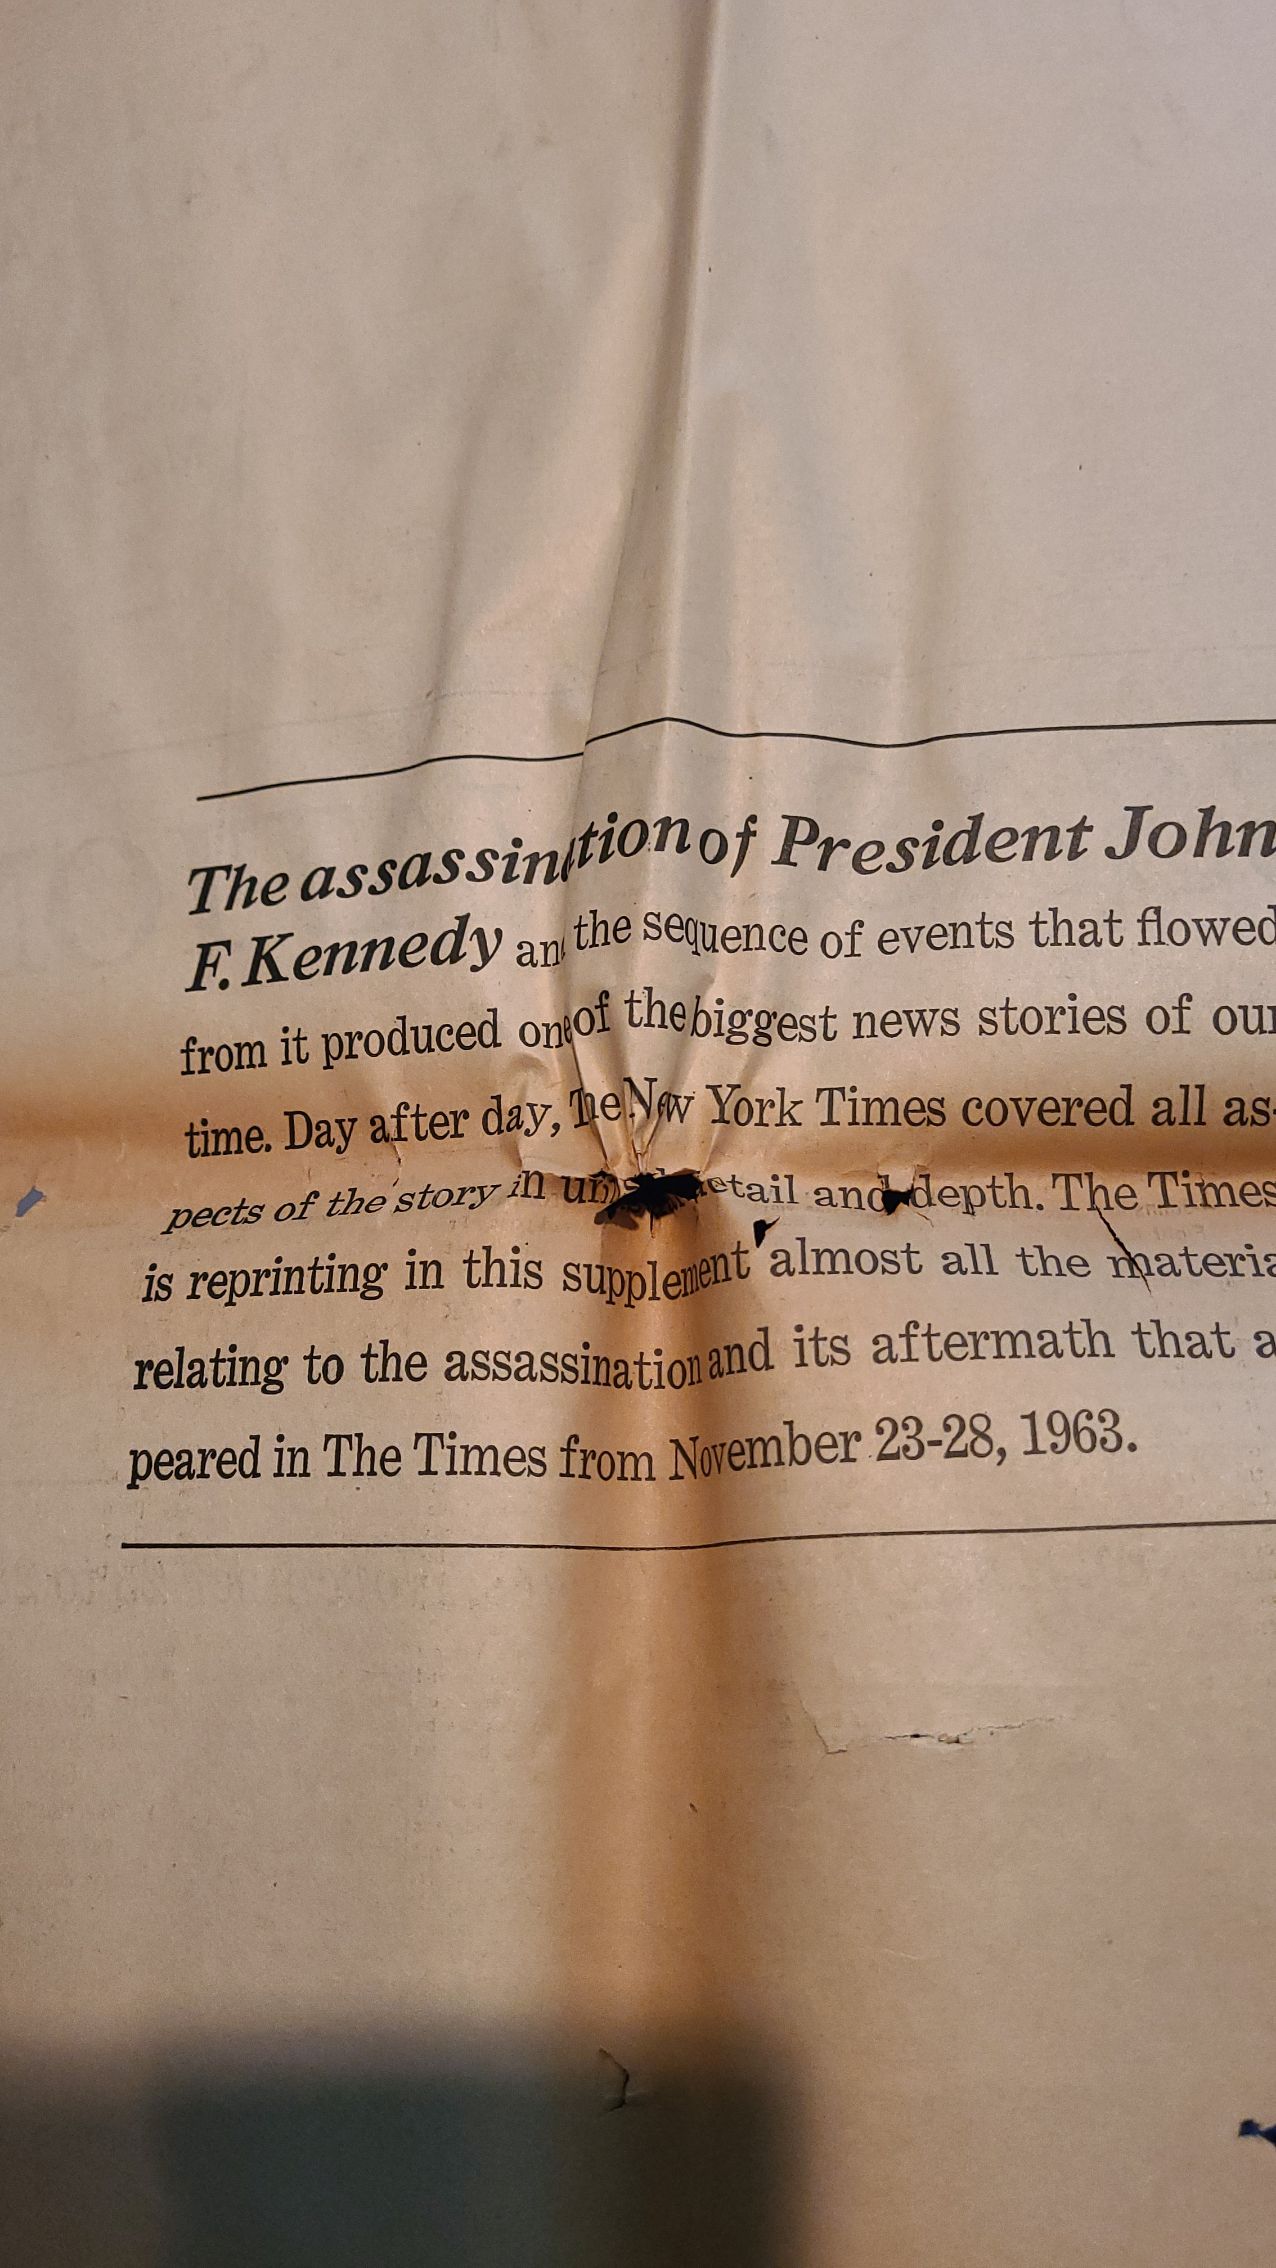 The assassination of President John
F. Kennedy and the sequence of events that flowed
from it produced one of the biggest news stories of our
time. Day after day, The New York Times covered all as-
pects of the story in detail and depth. The Times
is reprinting in this supplement almost all the materia
relating to the assassination and its aftermath that a
peared in The Times from November 23-28, 1963.